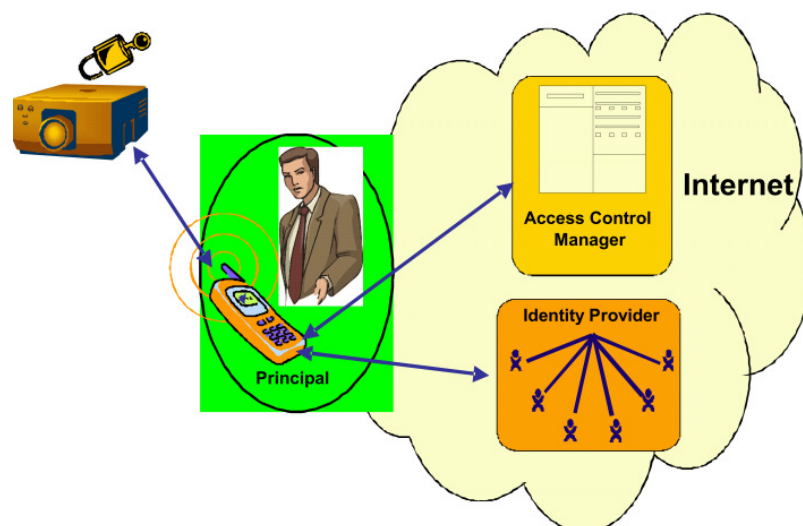 Access Control
Manager
Internet
Identity Provider
Principal